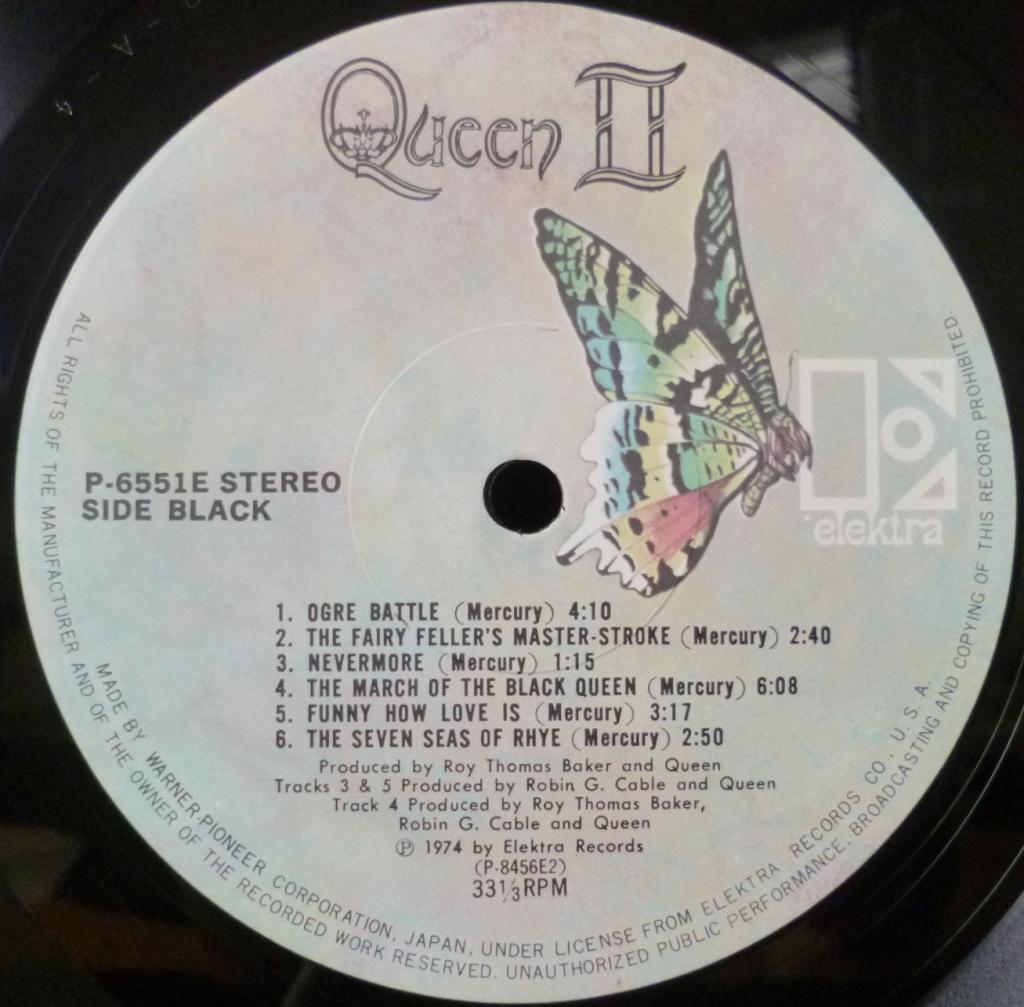 Queen II
elektra
P-6551E STEREO
SIDE BLACK
1. OGRE BATTLE (Mercury) 4:10
2. THE FAIRY FELLER'S MASTER-STROKE (Mercury) 2:40
3. NEVERMORE (Mercury) 1:15
4. THE MARCH OF THE BLACK QUEEN (Mercury) 6:08
5. FUNNY HOW LOVE IS (Mercury) 3:17
6. THE SEVEN SEAS OF RHYE (Mercury) 2:50
Produced by Roy Thomas Baker and Queen
Tracks 3 & 5 Produced by Robin G. Cable and Queen
Track 4 Produced by Roy Thomas Baker,
Robin G. Cable and Queen
℗ 1974 by Elektra Records
(P-8456E2)
33⅓RPM
MADE BY WARNER-PIONEER CORPORATION, JAPAN, UNDER LICENSE FROM ELEKTRA RECORDS CO., U. S. A.
ALL RIGHTS OF THE MANUFACTURER AND OF THE OWNER OF THE RECORDED WORK RESERVED. UNAUTHORIZED PUBLIC PERFORMANCE. BROADCASTING AND COPYING OF THIS RECORD PROHIBITED.